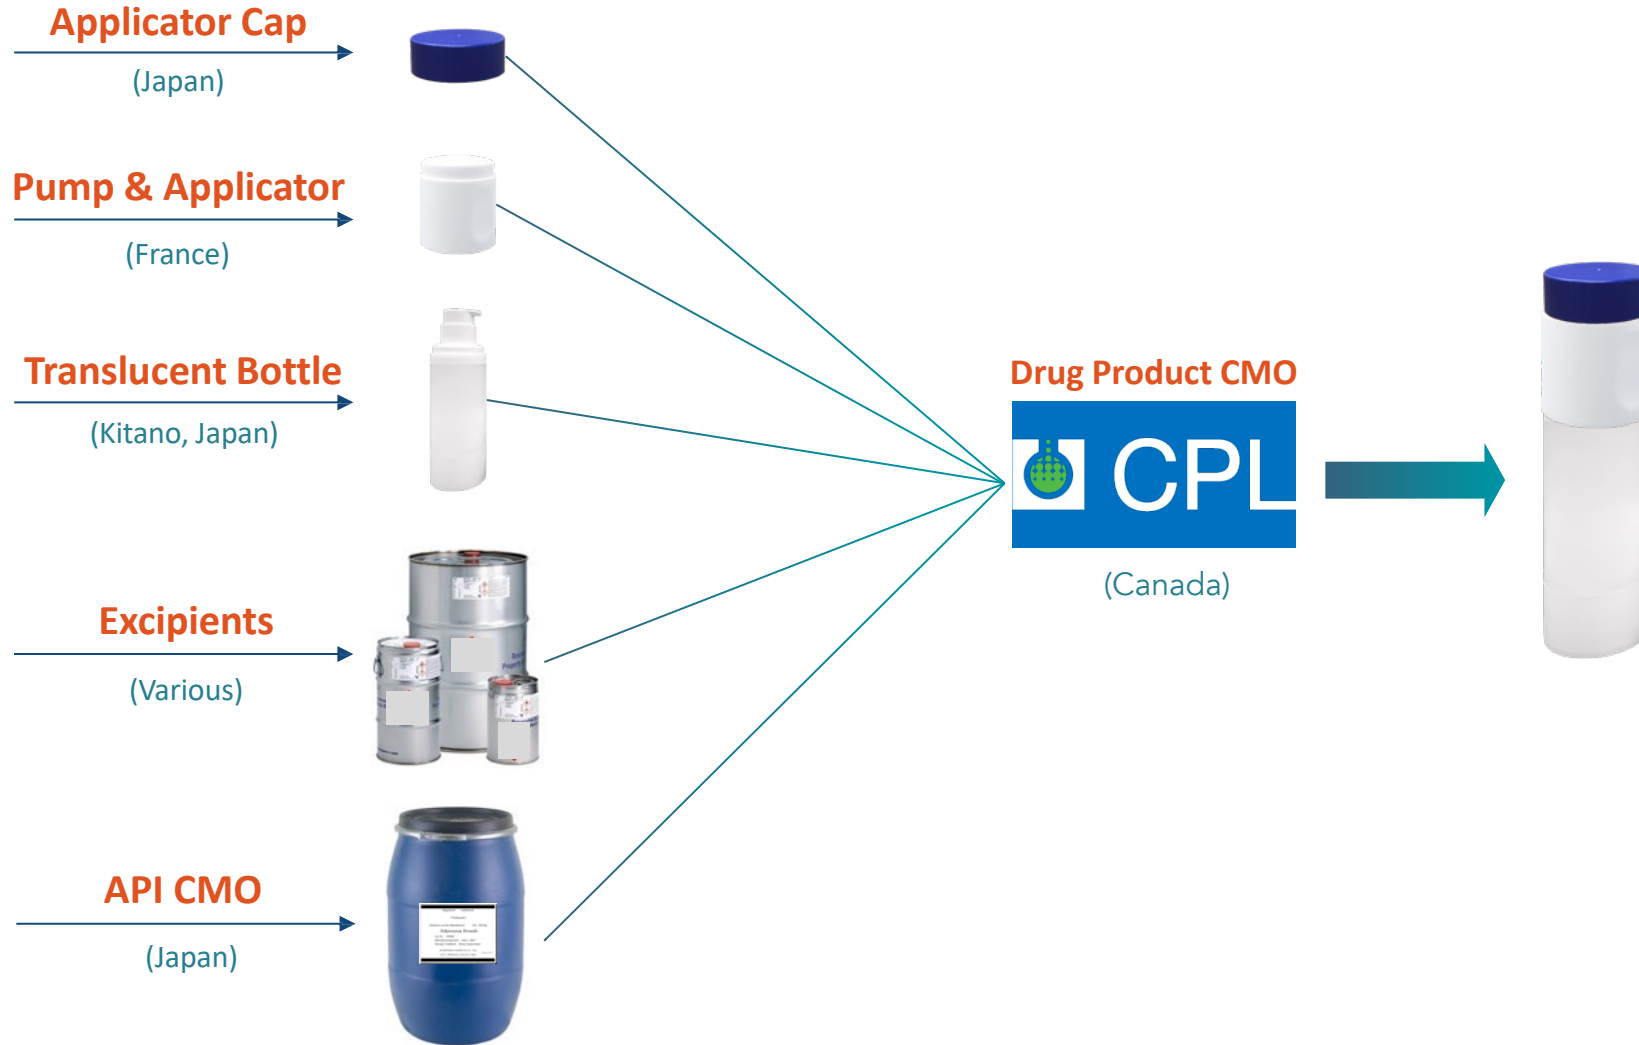 Applicator Cap
(Japan)
Pump & Applicator
(France)
Translucent Bottle
(Kitano, Japan)
Drug Product CMO
CPL
(Canada)
Excipients
(Various)
API CMO
(Japan)